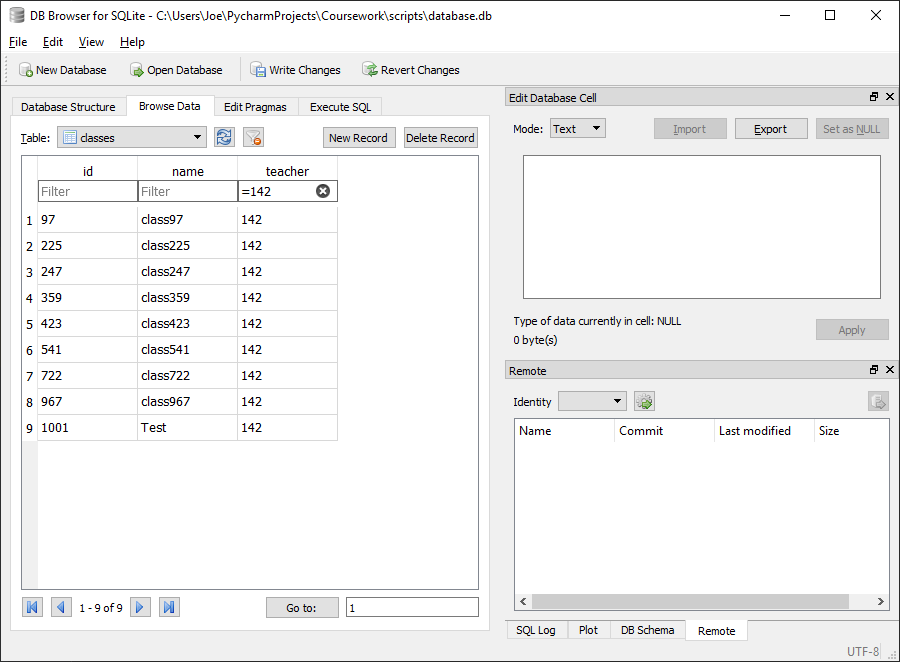 DB Browser for SQLite - C:\Users\Joe\PycharmProjects\Coursework\scripts\database.db
File Edit View Help
New Database Open Database Write Changes Revert Changes
Database Structure Browse Data Edit Pragmas Execute SQL
Table: classes New Record Delete Record
id name teacher
Filter Filter =142
1 97 class97 142
2 225 class225 142
3 247 class247 142
4 359 class359 142
5 423 class423 142
6 541 class541 142
7 722 class722 142
8 967 class967 142
9 1001 Test 142
1 - 9 of 9 Go to: 1
Edit Database Cell
Mode: Text Import Export Set as NULL
Type of data currently in cell: NULL
0 byte(s)
Apply
Remote
Identity
Name Commit Last modified Size
SQL Log Plot DB Schema Remote
UTF-8